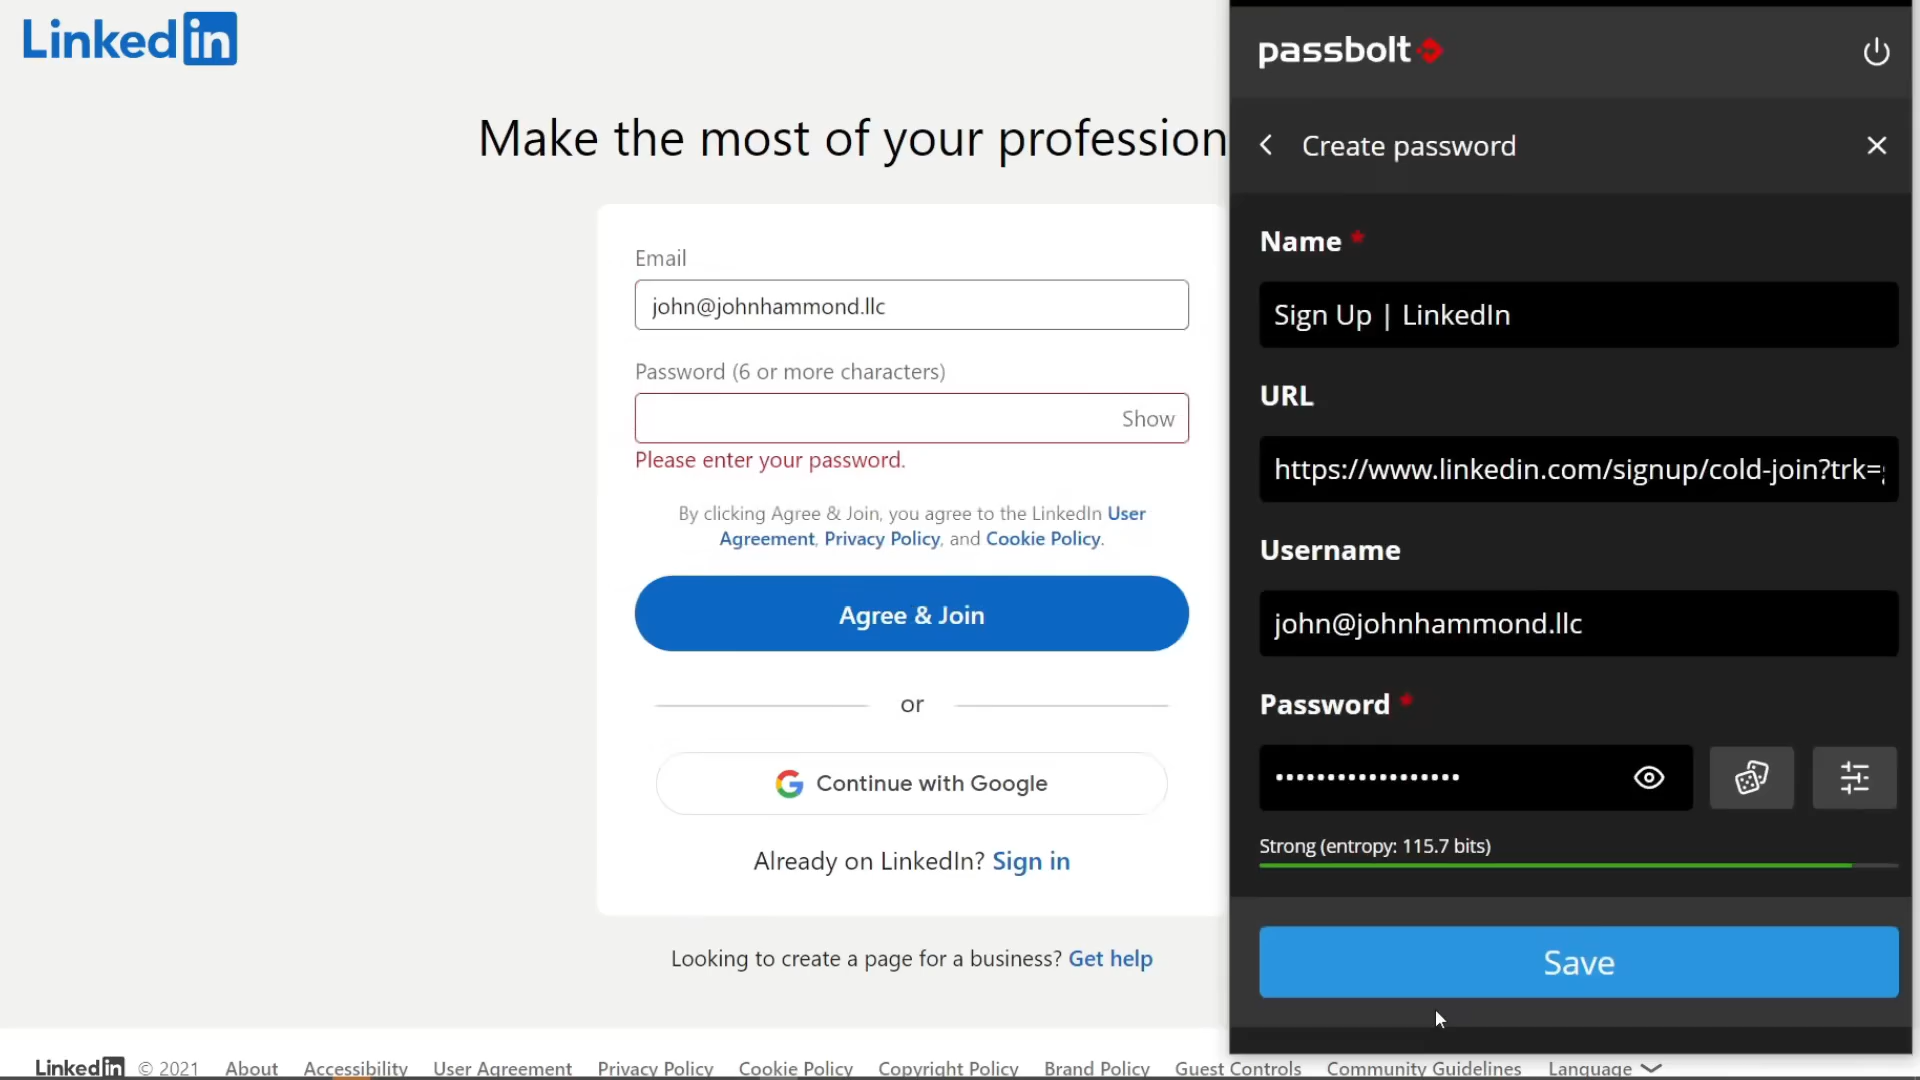 Linked in
Make the most of your profession
Email
john@johnhammond.llc
Password (6 or more characters)
Show
Please enter your password.
By clicking Agree & Join, you agree to the LinkedIn User
Agreement, Privacy Policy, and Cookie Policy.
Agree & Join
or
Continue with Google
Already on LinkedIn? Sign in
Looking to create a page for a business? Get help
Linked in © 2021 About Accessibility User Agreement Privacy Policy Cookie Policy Copyright Policy Brand Policy Guest Controls Community Guidelines Language
passbolt
Create password
Name *
Sign Up | LinkedIn
URL
https://www.linkedin.com/signup/cold-join?trk=
Username
john@johnhammond.llc
Password *
••••••••••••••••••
Strong (entropy: 115.7 bits)
Save